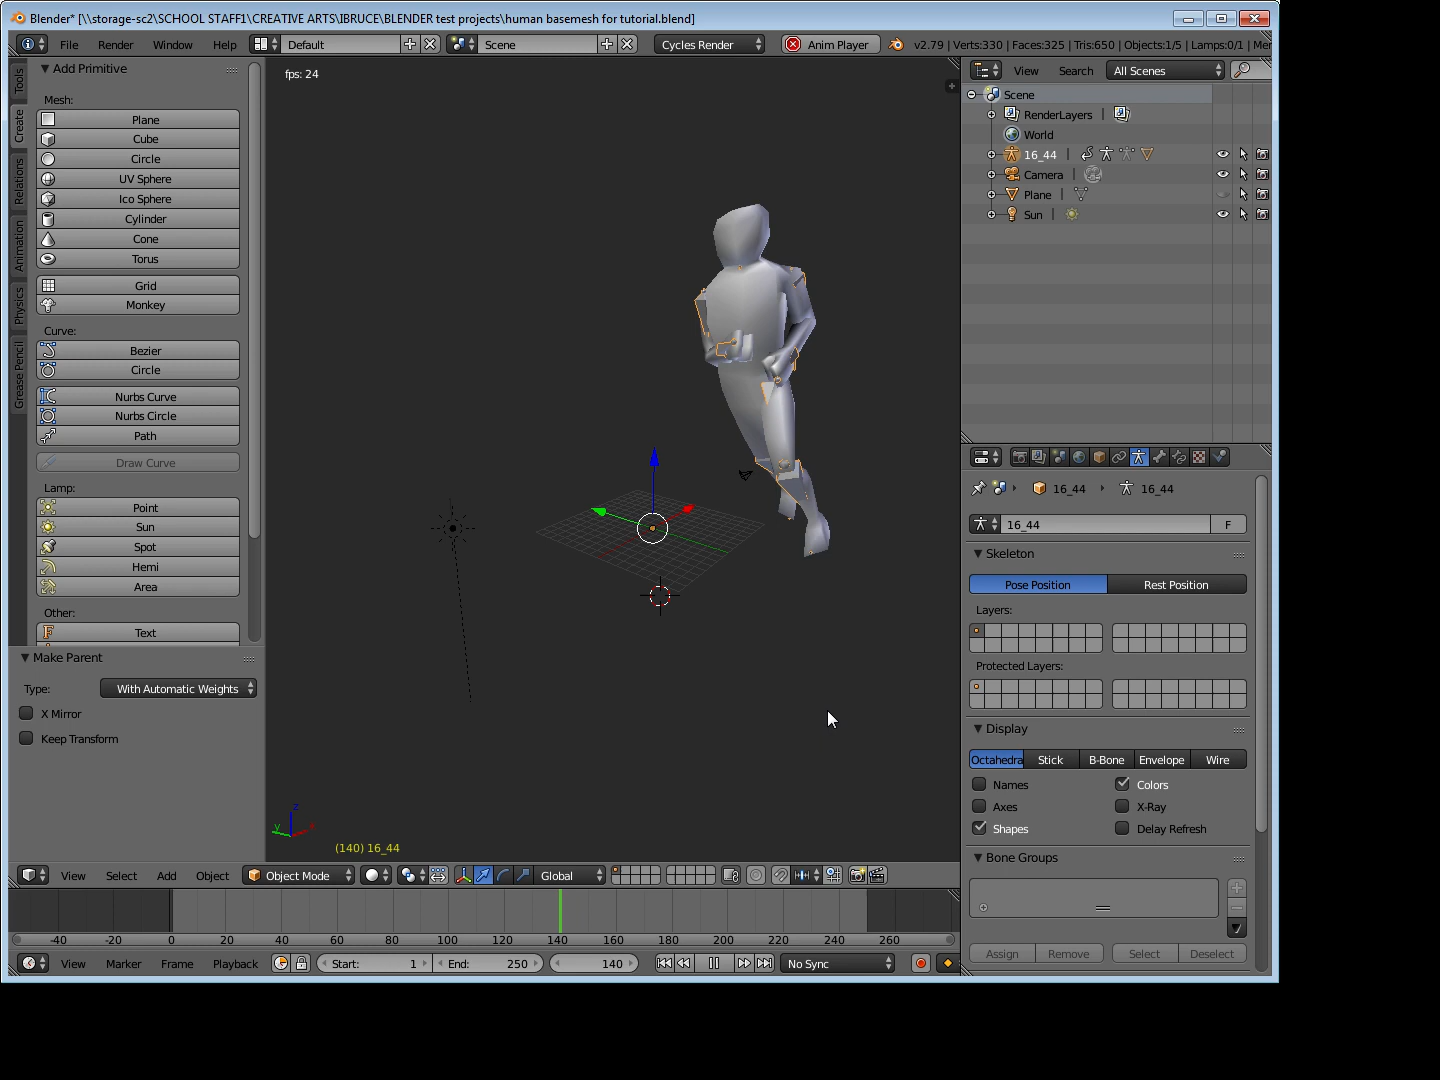 Blender* [\\storage-sc2\SCHOOL STAFF1\CREATIVE ARTS\IBRUCE\BLENDER test projects\human basemesh for tutorial.blend]
File Render Window Help Default Scene Cycles Render Anim Player v2.79 | Verts:330 | Faces:325 | Tris:650 | Objects:1/5 | Lamps:0/1 | Mer
Tools
Create
Relations
Animation
Physics
Grease Pencil
Add Primitive
Mesh:
Plane
Cube
Circle
UV Sphere
Ico Sphere
Cylinder
Cone
Torus
Grid
Monkey
Curve:
Bezier
Circle
Nurbs Curve
Nurbs Circle
Path
Draw Curve
Lamp:
Point
Sun
Spot
Hemi
Area
Other:
Text
Make Parent
Type: With Automatic Weights
X Mirror
Keep Transform
fps: 24
z
y
x
(140) 16_44
View Select Add Object Object Mode Global
-40 -20 0 20 40 60 80 100 120 140 160 180 200 220 240 260
View Marker Frame Playback Start: 1 End: 250 140 No Sync
View Search All Scenes
Scene
RenderLayers
World
16_44
Camera
Plane
Sun
16_44 16_44
16_44 F
Skeleton
Pose Position Rest Position
Layers:
Protected Layers:
Display
Octahedra Stick B-Bone Envelope Wire
Names Colors
Axes X-Ray
Shapes Delay Refresh
Bone Groups
Assign Remove Select Deselect